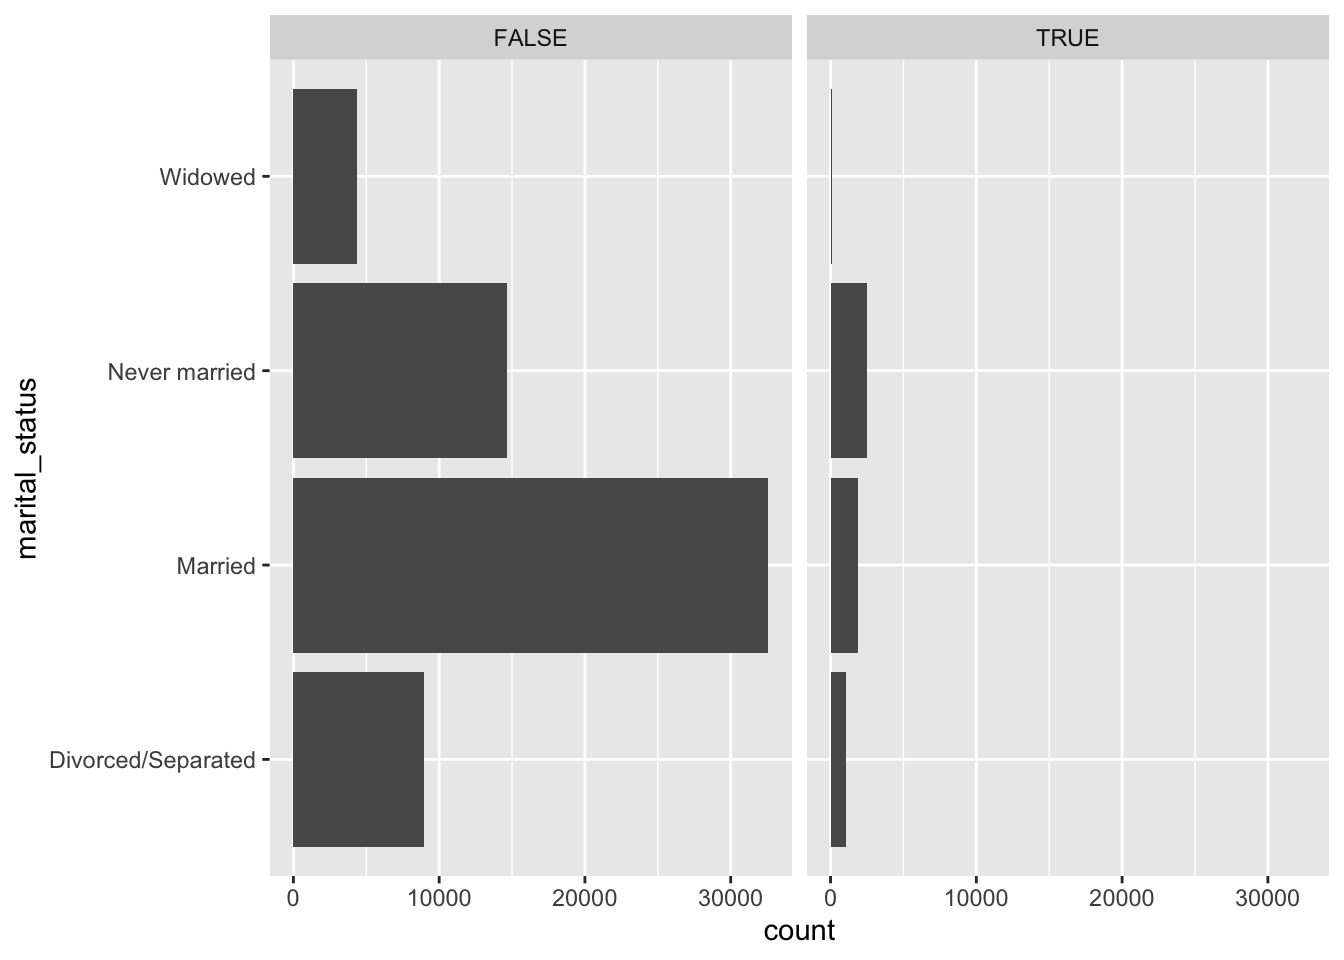 FALSE
TRUE
Widowed
Never married
Married
Divorced/Separated
marital_status
0 10000 20000 30000
0 10000 20000 30000
count